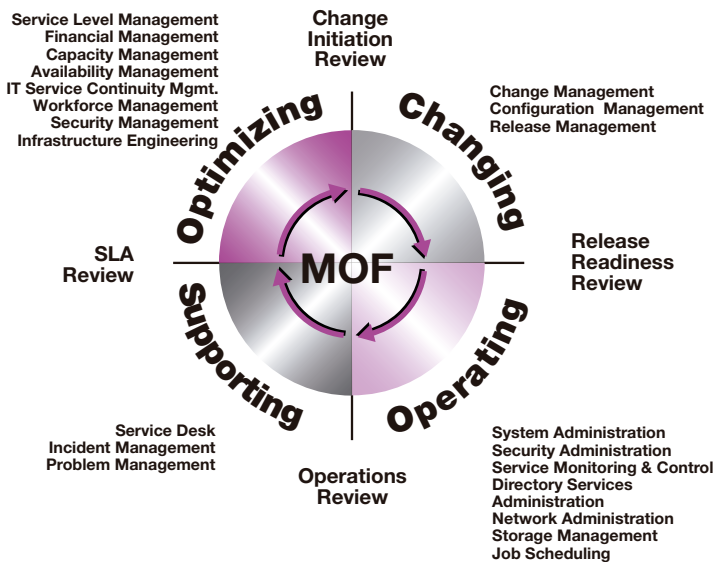 Service Level Management
Financial Management
Capacity Management
Availability Management
IT Service Continuity Mgmt.
Workforce Management
Security Management
Infrastructure Engineering
Change
Initiation
Review
Change Management
Configuration Management
Release Management
Optimizing
Changing
SLA
Review
MOF
Release
Readiness
Review
Supporting
Operating
Service Desk
Incident Management
Problem Management
Operations
Review
System Administration
Security Administration
Service Monitoring & Control
Directory Services
Administration
Network Administration
Storage Management
Job Scheduling